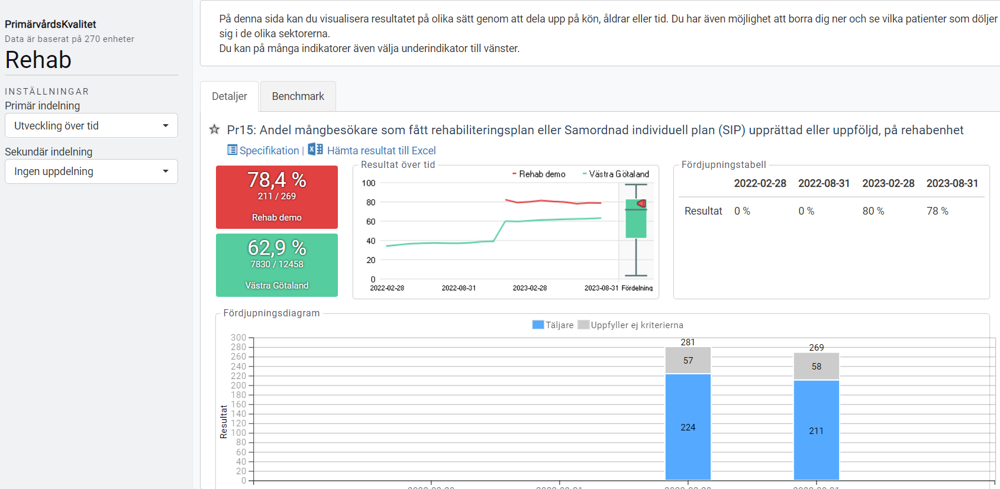 PrimärvårdsKvalitet
Data är baserat på 270 enheter
Rehab
INSTÄLLNINGAR
Primär indelning
Utveckling över tid
Sekundär indelning
Ingen uppdelning
På denna sida kan du visualisera resultatet på olika sätt genom att dela upp på kön, åldrar eller tid. Du har även möjlighet att borra dig ner och se vilka patienter som döljer
sig i de olika sektorerna.
Du kan på många indikatorer även välja underindikator till vänster.
Detaljer Benchmark
Pr15: Andel mångbesökare som fått rehabiliteringsplan eller Samordnad individuell plan (SIP) upprättad eller uppföljd, på rehabenhet
Specifikation | Hämta resultat till Excel
78,4 %
211 / 269
Rehab demo
62,9 %
7830 / 12458
Västra Götaland
Resultat över tid
Rehab demo Västra Götaland
100
80
60
40
20
0
2022-02-28 2022-08-31 2023-02-28 2023-08-31 Fördelning
Fördjupningstabell
2022-02-28 2022-08-31 2023-02-28 2023-08-31
Resultat 0 % 0 % 80 % 78 %
Fördjupningsdiagram
Täljare Uppfyller ej kriterierna
Resultat
300
280
260
240
220
200
180
160
140
120
100
80
60
40
20
0
281
57
224
269
58
211